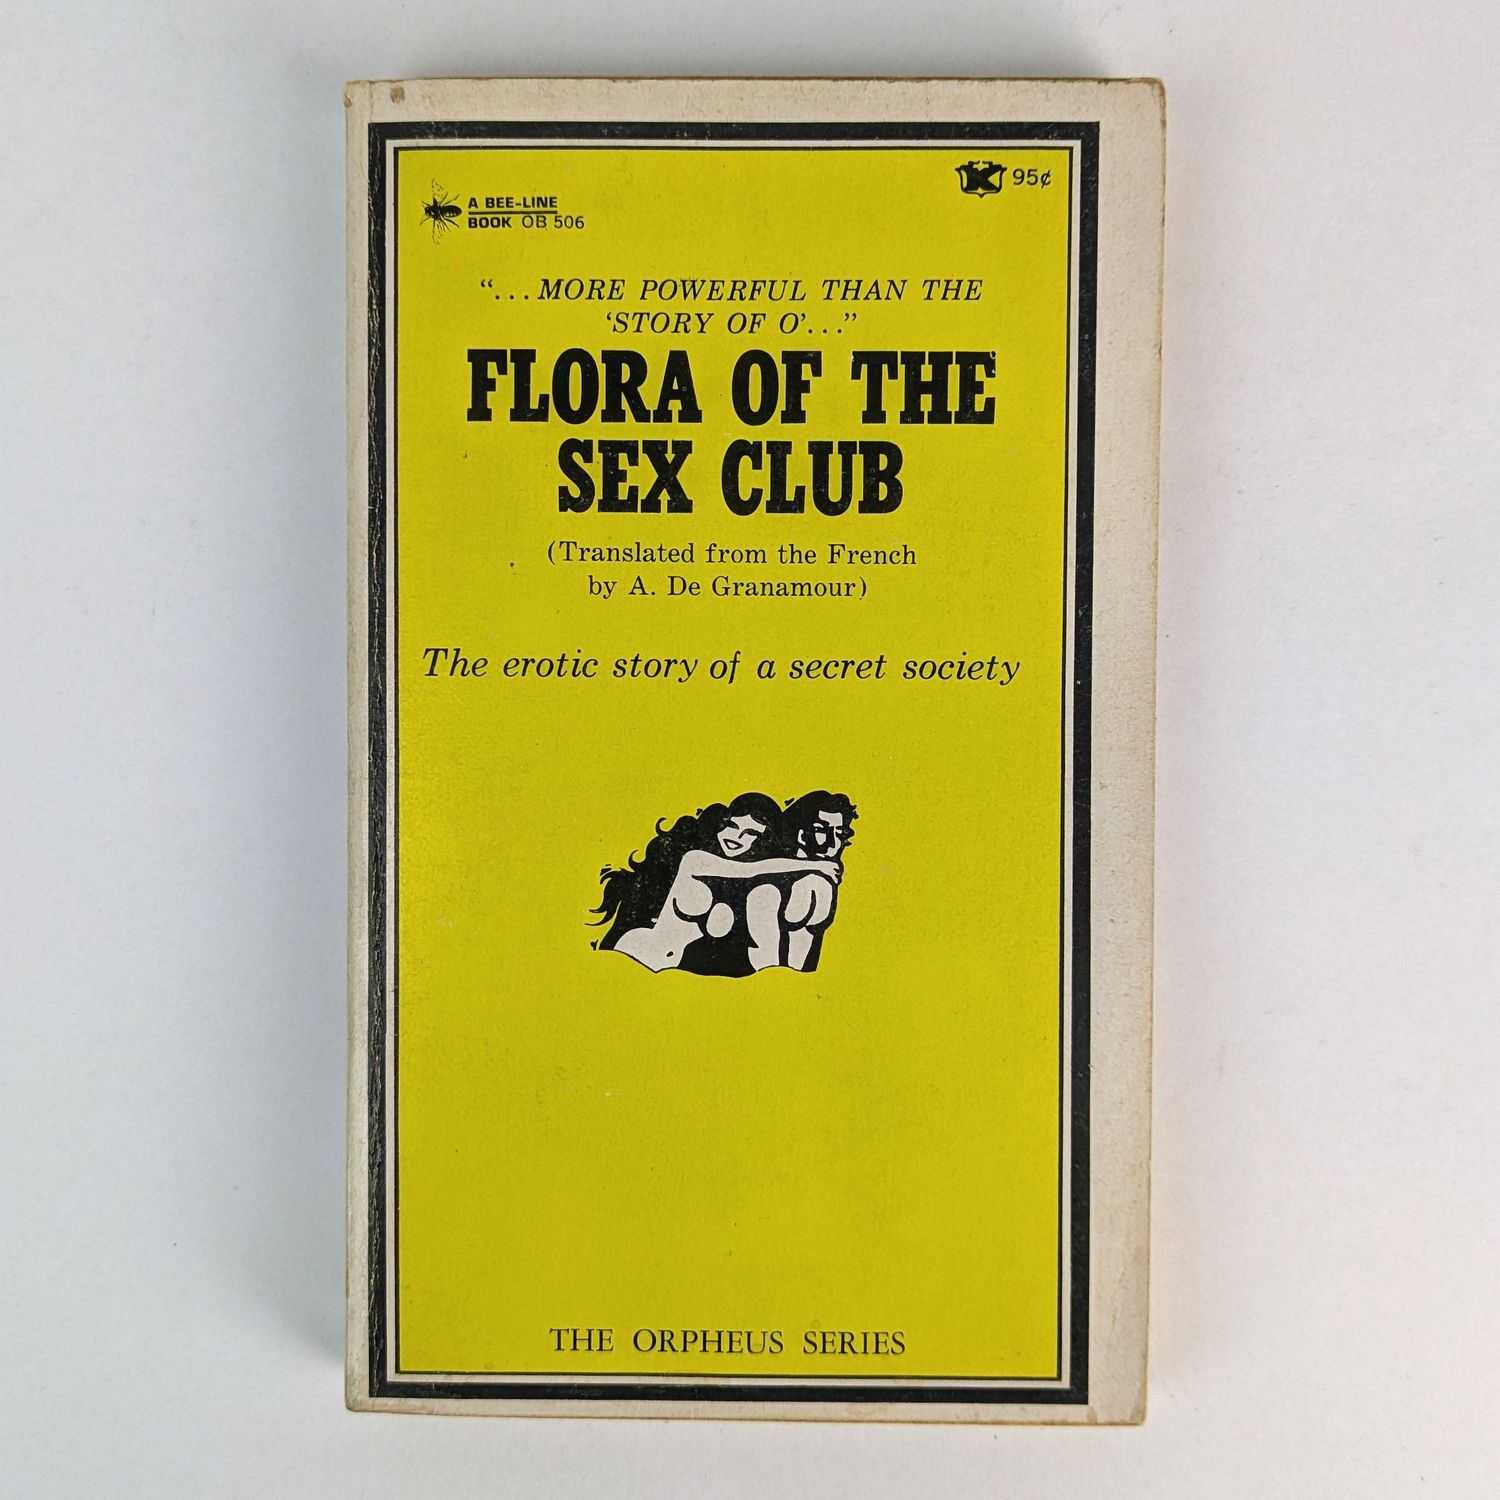 A BEE-LINE
BOOK OB 506
K 95¢
“...MORE POWERFUL THAN THE
‘STORY OF O’...”
FLORA OF THE
SEX CLUB
(Translated from the French
by A. De Granamour)
The erotic story of a secret society
THE ORPHEUS SERIES